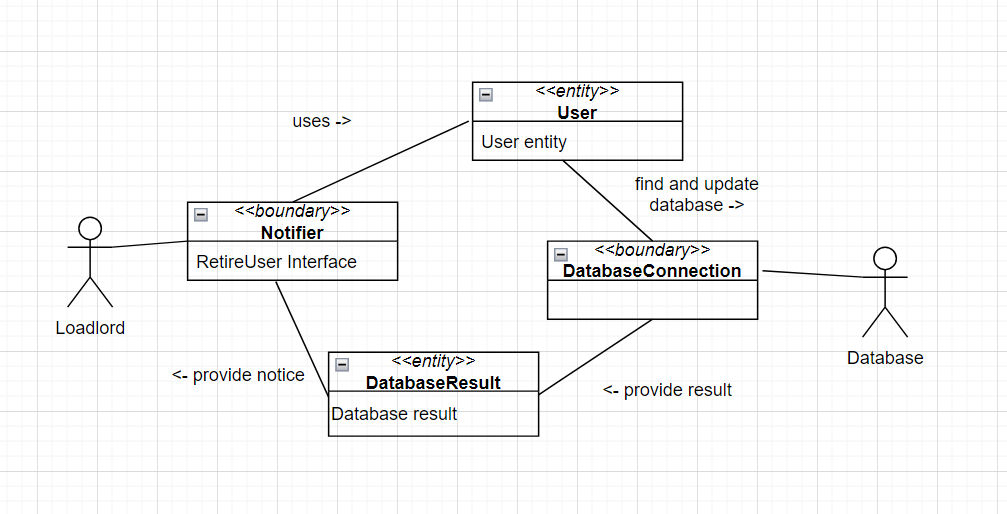 <<entity>>
User
User entity
uses ->
find and update
database ->
<<boundary>>
Notifier
RetireUser Interface
Loadlord
<<boundary>>
DatabaseConnection
Database
<<entity>>
DatabaseResult
Database result
<- provide notice
<- provide result